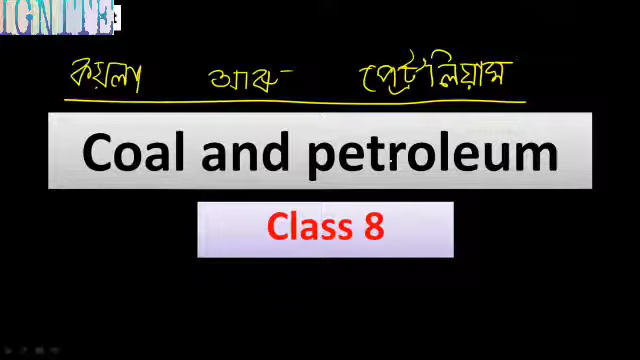 IGNITE
কয়লা আৰু পেট্ৰ'লিয়াম
Coal and petroleum
Class 8